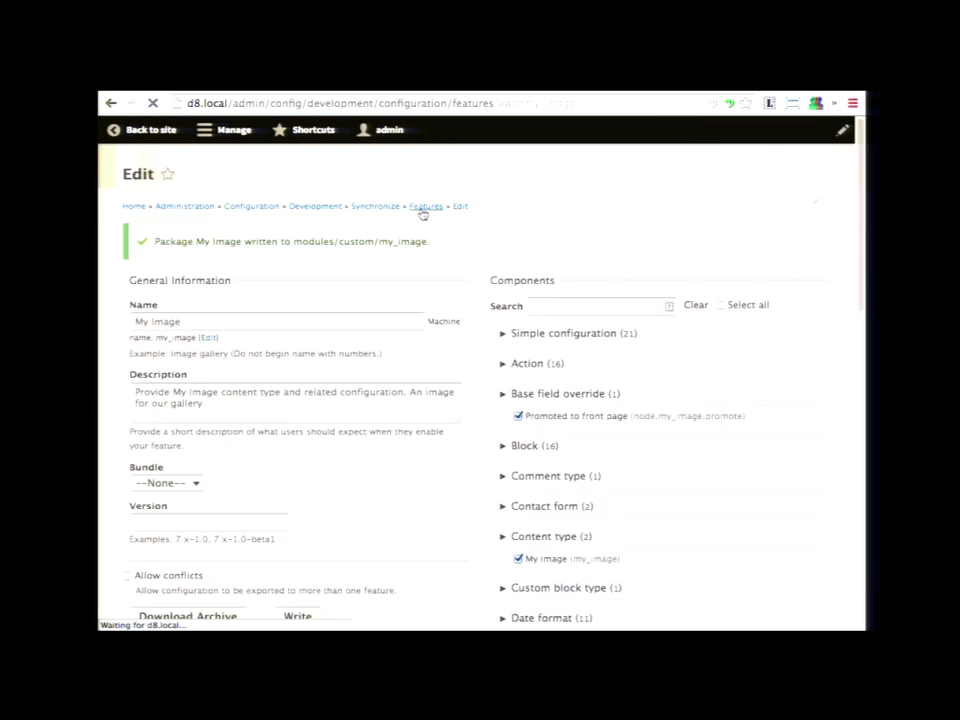 d8.local/admin/config/development/configuration/features
Back to site Manage Shortcuts admin
Edit
Home » Administration » Configuration » Development » Synchronize » Features » Edit
Package My Image written to modules/custom/my_image.
General Information
Name
My Image
Machine
name: my_image [Edit]
Example: Image gallery (Do not begin name with numbers.)
Description
Provide My Image content type and related configuration. An image
for our gallery
Provide a short description of what users should expect when they enable
your feature.
Bundle
--None--
Version
Examples: 7.x-1.0, 7.x-1.0-beta1
Allow conflicts
Allow configuration to be exported to more than one feature.
Download Archive Write
Waiting for d8.local...
Components
Search Clear Select all
Simple configuration (21)
Action (16)
Base field override (1)
Promoted to front page (node.my_image.promote)
Block (16)
Comment type (1)
Contact form (2)
Content type (2)
My Image (my_image)
Custom block type (1)
Date format (11)